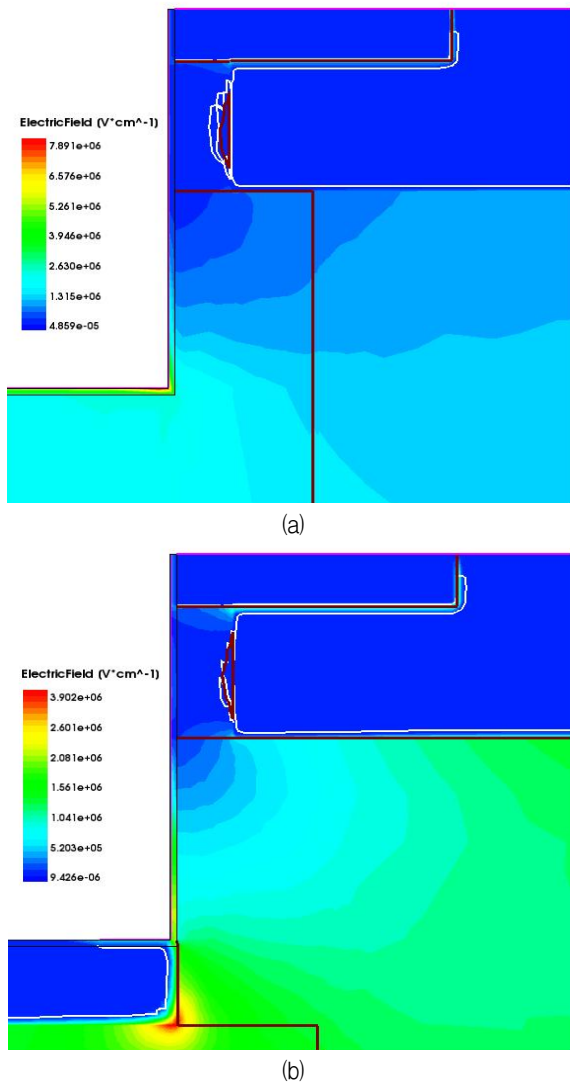 ElectricField [V*cm^-1]
7.891e+06
6.576e+06
5.261e+06
3.946e+06
2.630e+06
1.315e+06
4.859e-05
(a)
ElectricField [V*cm^-1]
3.902e+06
2.601e+06
2.081e+06
1.561e+06
1.041e+06
5.203e+05
9.426e-06
(b)